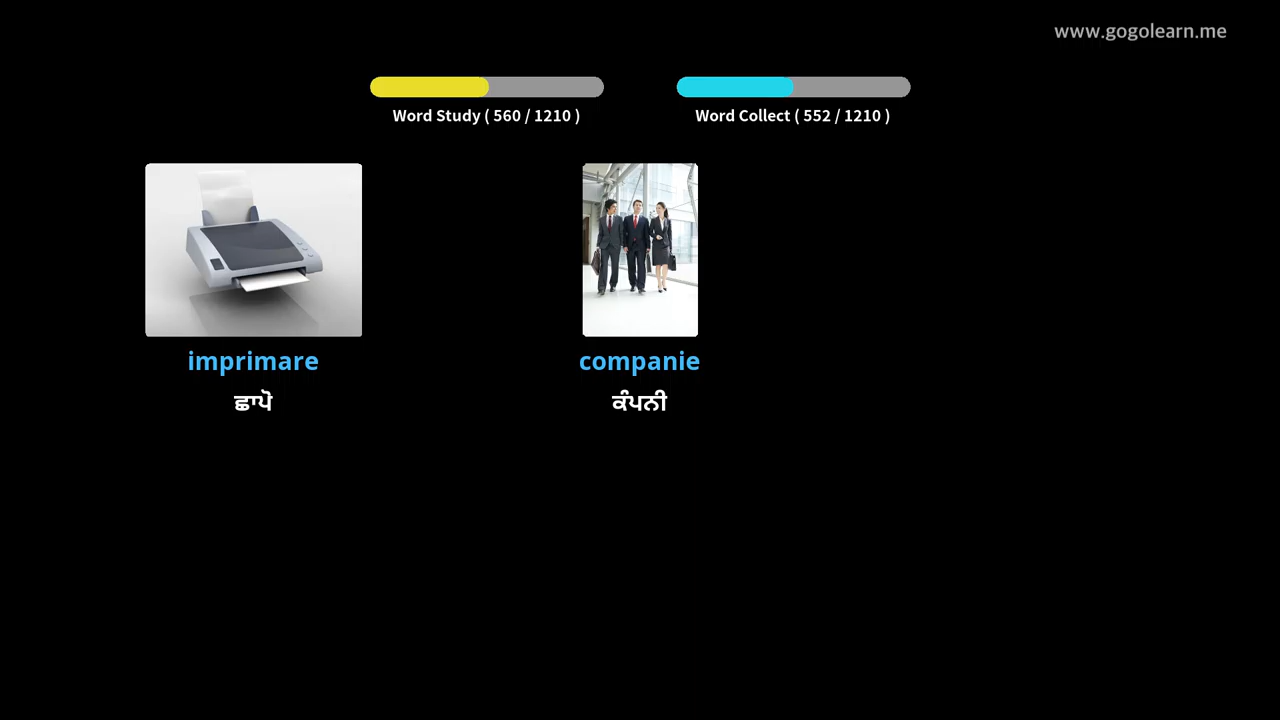 www.gogolearn.me
Word Study ( 560 / 1210 )
Word Collect ( 552 / 1210 )
imprimare
companie
ਛਾਪੋ
ਕੰਪਨੀ